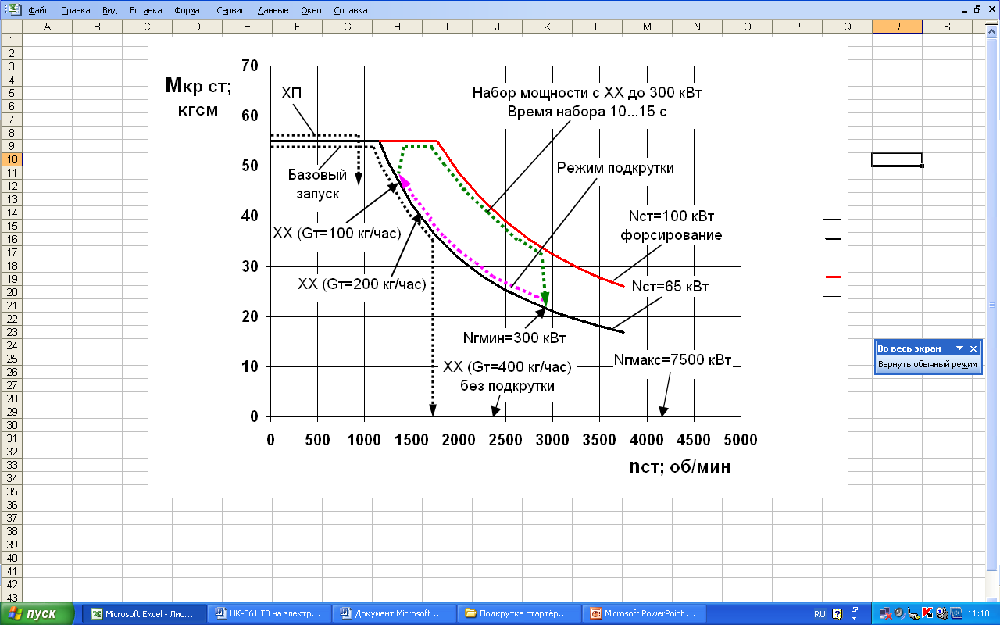 Файл Правка Вид Вставка Формат Сервис Данные Окно Справка
A B C D E F G H I J K L M N O P Q R S
1
2
3
4
5
6
7
8
9
10
11
12
13
14
15
16
17
18
19
20
21
22
23
24
25
26
27
28
29
30
31
32
33
34
35
36
37
38
39
40
41
42
43
Мкр ст;
кгсм
70
60
50
40
30
20
10
0
0 500 1000 1500 2000 2500 3000 3500 4000 4500 5000
nст; об/мин
ХП
Набор мощности с ХХ до 300 кВт
Время набора 10...15 с
Базовый
запуск
Режим подкрутки
ХХ (Gт=100 кг/час)
Nст=100 кВт
форсирование
ХХ (Gт=200 кг/час)
Nст=65 кВт
Nгмин=300 кВт
ХХ (Gт=400 кг/час)
без подкрутки
Nгмакс=7500 кВт
Во весь экран
Вернуть обычный режим
пуск
Microsoft Excel - Лис...
НК-361 ТЗ на электр...
Документ Microsoft ...
Подкрутка стартёр...
Microsoft PowerPoint ...
RU
11:18